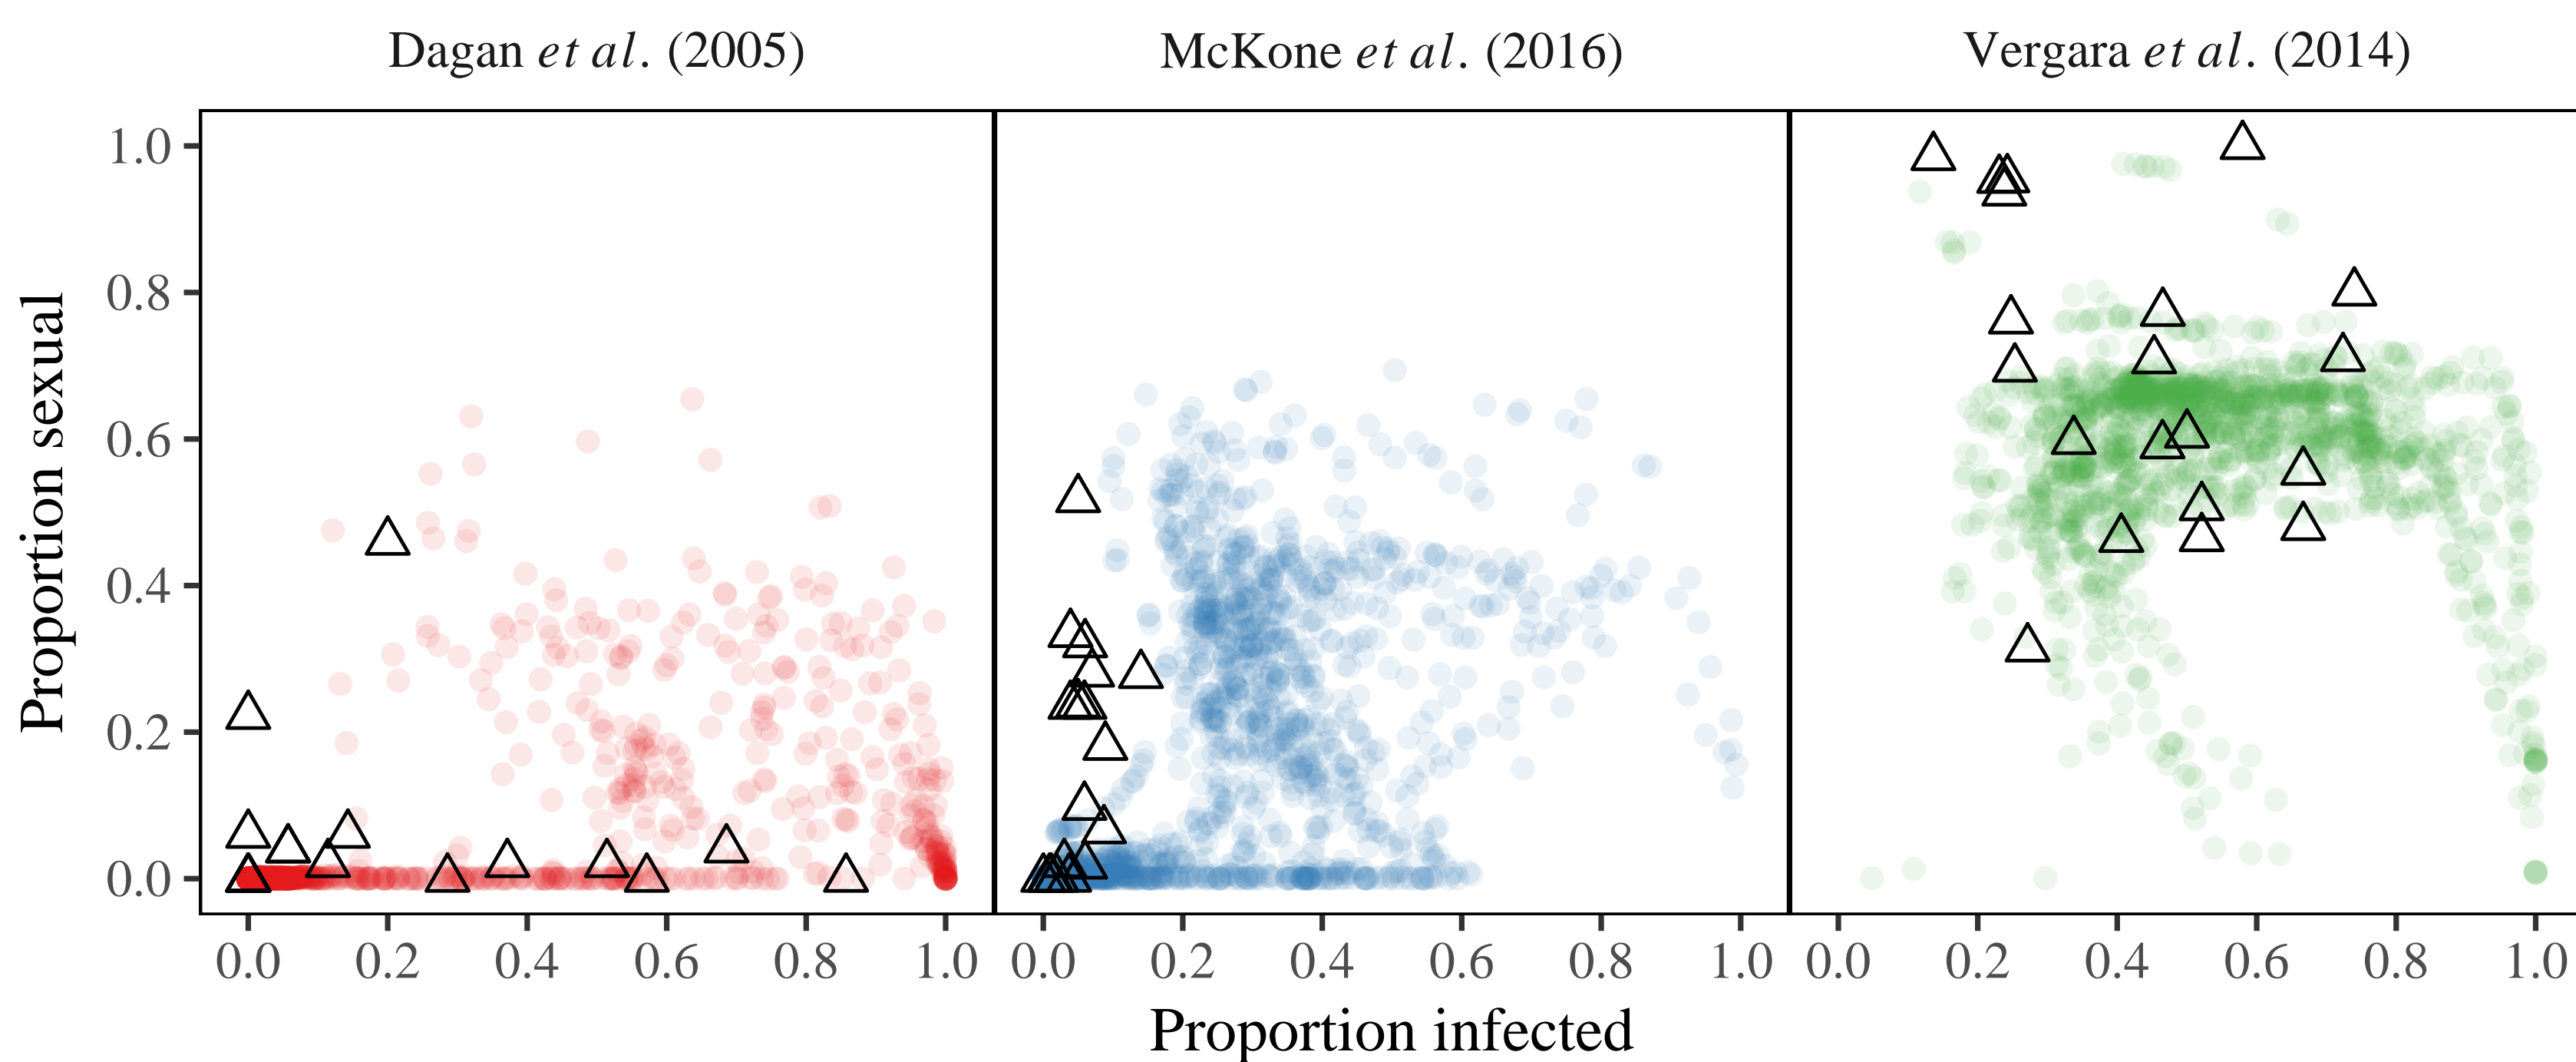 Dagan et al. (2005) McKone et al. (2016) Vergara et al. (2014)
Proportion sexual
1.0
0.8
0.6
0.4
0.2
0.0
0.0 0.2 0.4 0.6 0.8 1.0 0.0 0.2 0.4 0.6 0.8 1.0 0.0 0.2 0.4 0.6 0.8 1.0
Proportion infected